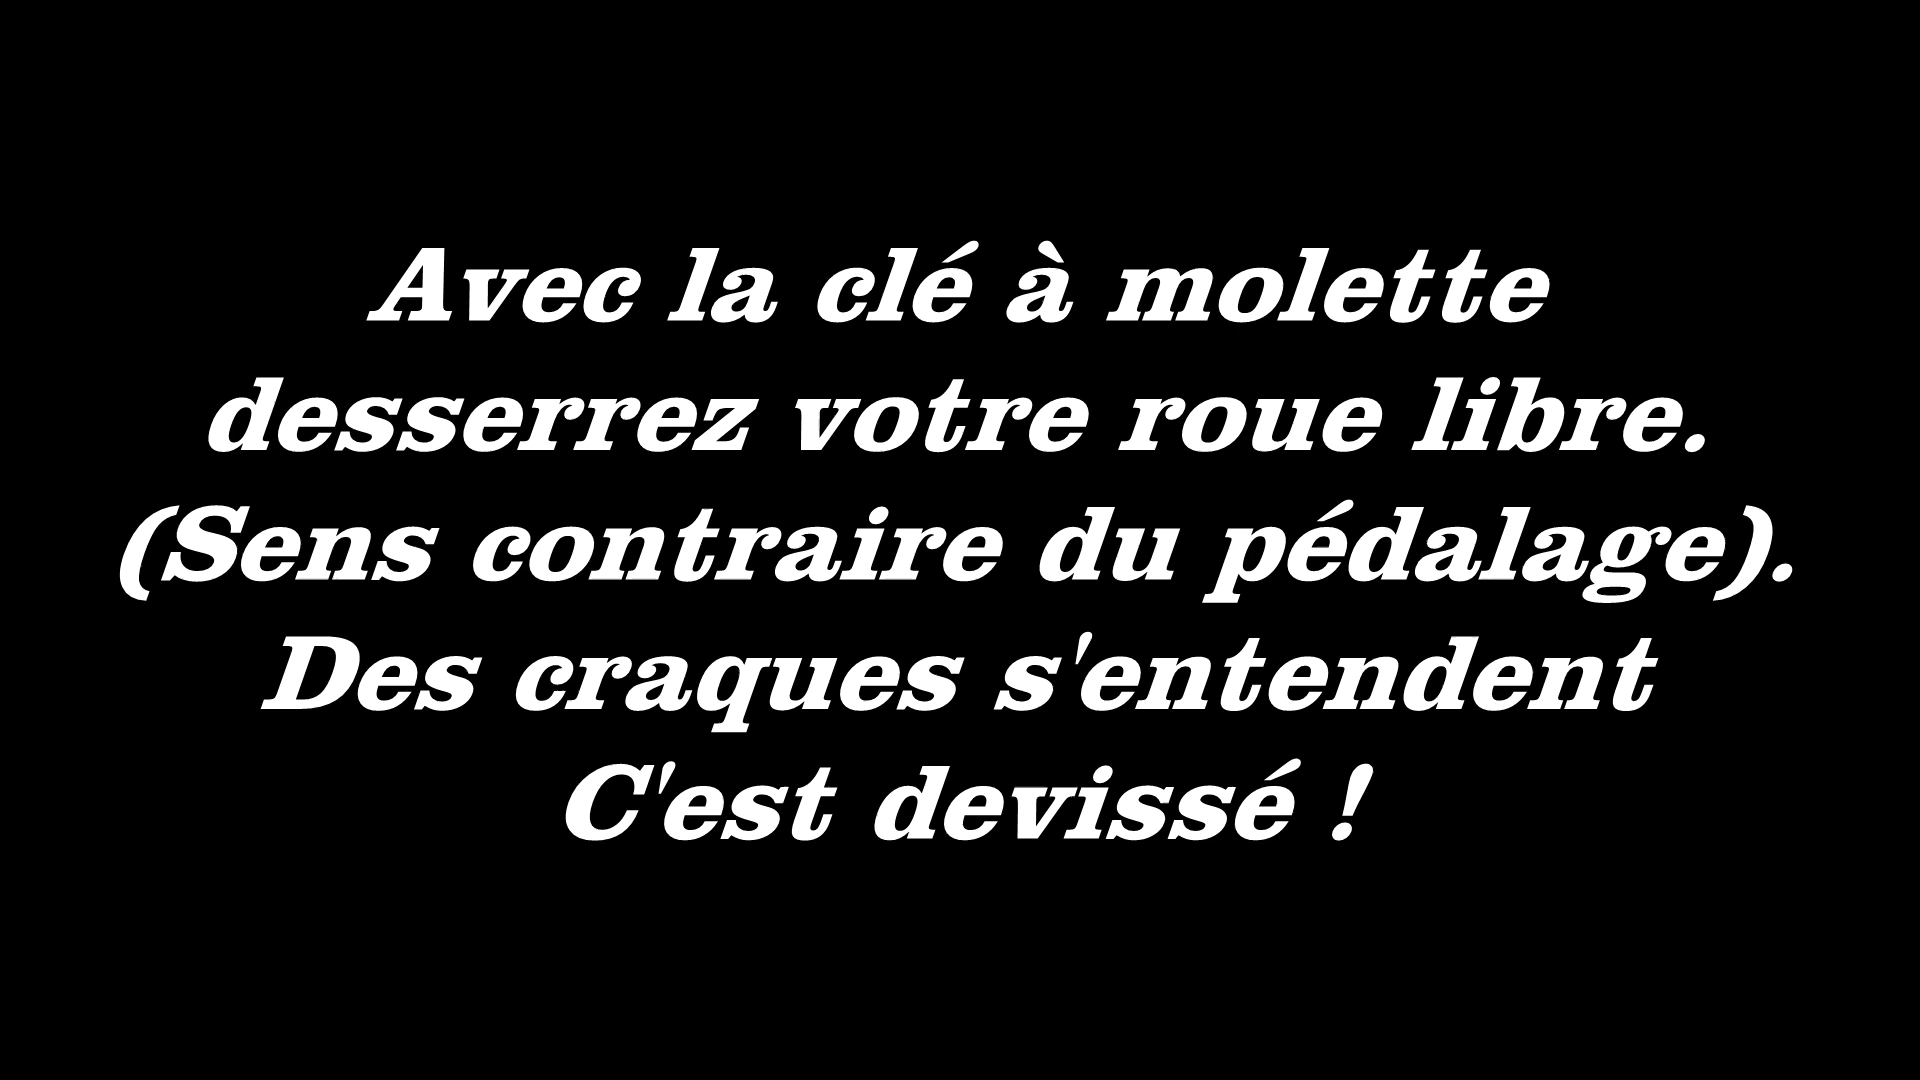 Avec la clé à molette
desserrez votre roue libre.
(Sens contraire du pédalage).
Des craques s'entendent
C'est devissé !